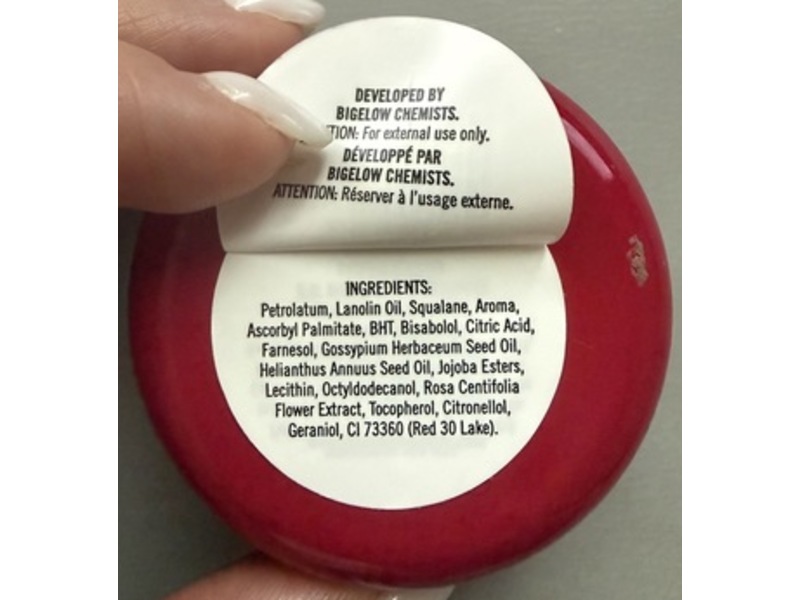 DEVELOPED BY
BIGELOW CHEMISTS.
TION: For external use only.
DÉVELOPPÉ PAR
BIGELOW CHEMISTS.
ATTENTION: Réserver à l'usage externe.
INGREDIENTS:
Petrolatum, Lanolin Oil, Squalane, Aroma,
Ascorbyl Palmitate, BHT, Bisabolol, Citric Acid,
Farnesol, Gossypium Herbaceum Seed Oil,
Helianthus Annuus Seed Oil, Jojoba Esters,
Lecithin, Octyldodecanol, Rosa Centifolia
Flower Extract, Tocopherol, Citronellol,
Geraniol, CI 73360 (Red 30 Lake).